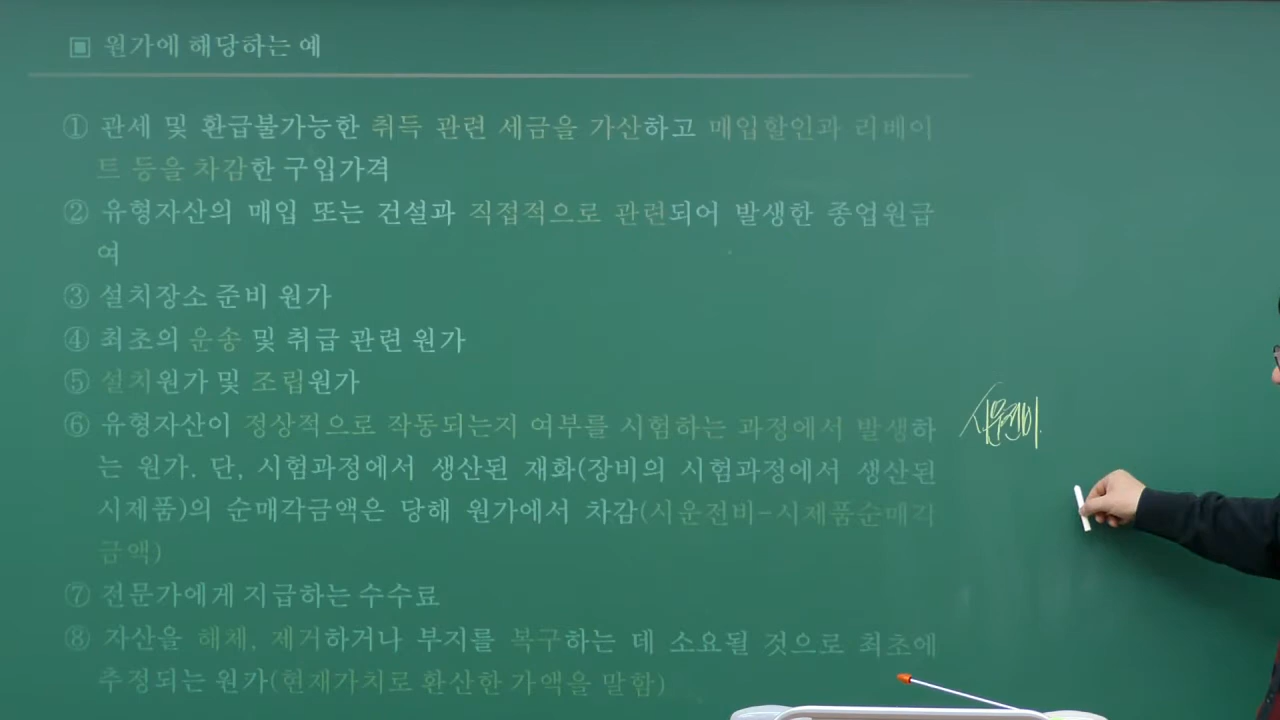 ▣ 원가에 해당하는 예
① 관세 및 환급불가능한 취득 관련 세금을 가산하고 매입할인과 리베이
트 등을 차감한 구입가격
② 유형자산의 매입 또는 건설과 직접적으로 관련되어 발생한 종업원급
여
③ 설치장소 준비 원가
④ 최초의 운송 및 취급 관련 원가
⑤ 설치원가 및 조립원가
⑥ 유형자산이 정상적으로 작동되는지 여부를 시험하는 과정에서 발생하
는 원가. 단, 시험과정에서 생산된 재화(장비의 시험과정에서 생산된
시제품)의 순매각금액은 당해 원가에서 차감(시운전비-시제품순매각
금액)
시운전비
⑦ 전문가에게 지급하는 수수료
⑧ 자산을 해체, 제거하거나 부지를 복구하는 데 소요될 것으로 최초에
추정되는 원가(현재가치로 환산한 가액을 말함)